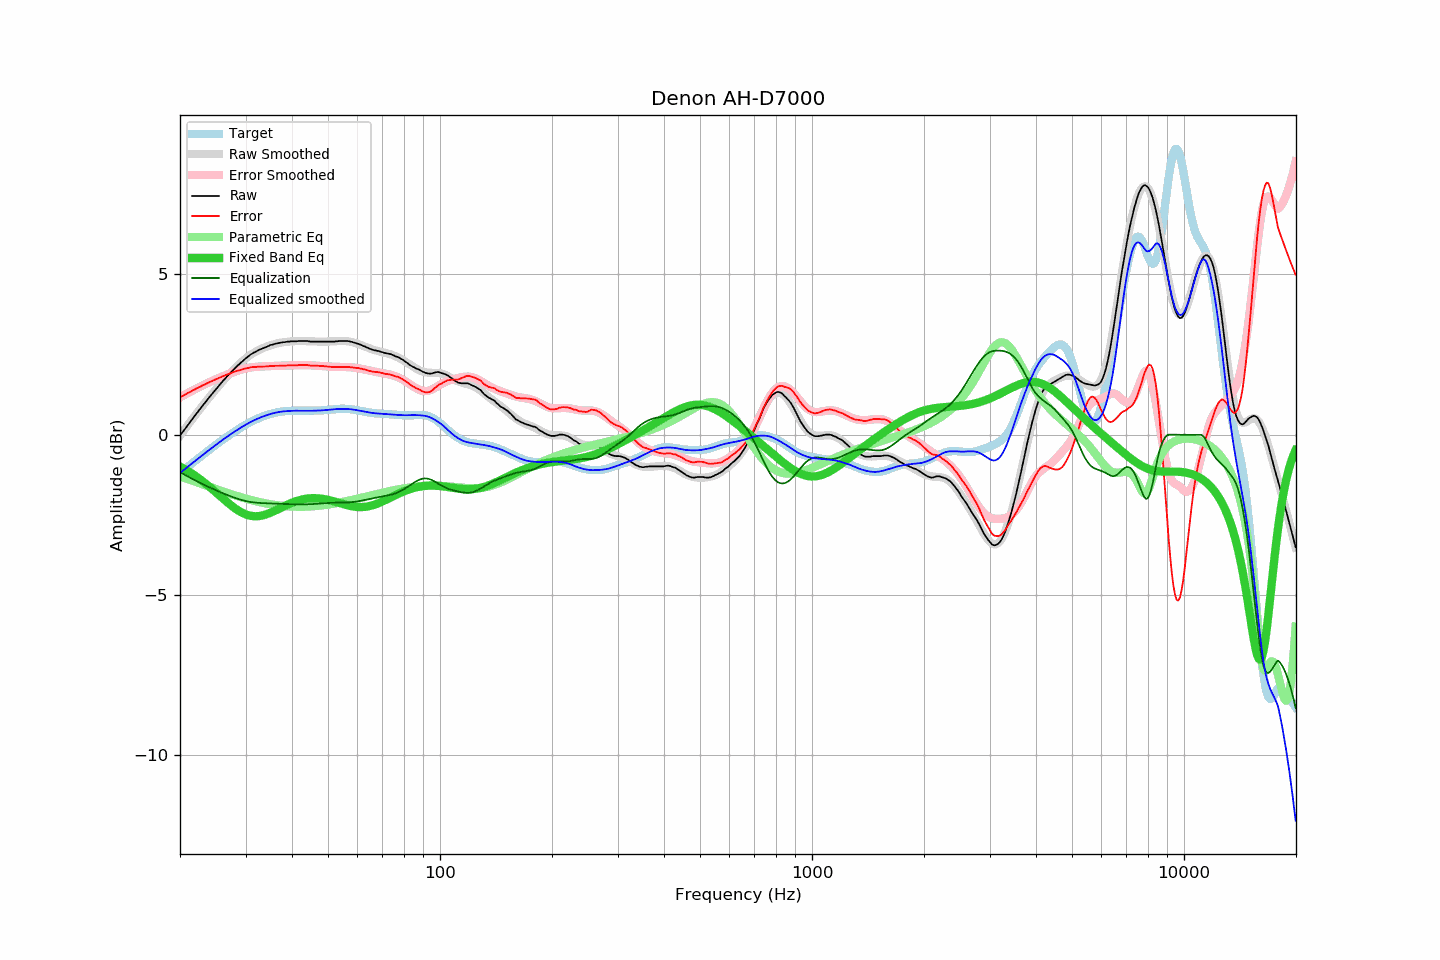 Denon AH-D7000
Target
Raw Smoothed
Error Smoothed
Raw
Error
Parametric Eq
Fixed Band Eq
Equalization
Equalized smoothed
5
0
−5
−10
Amplitude (dBr)
100
1000
10000
Frequency (Hz)